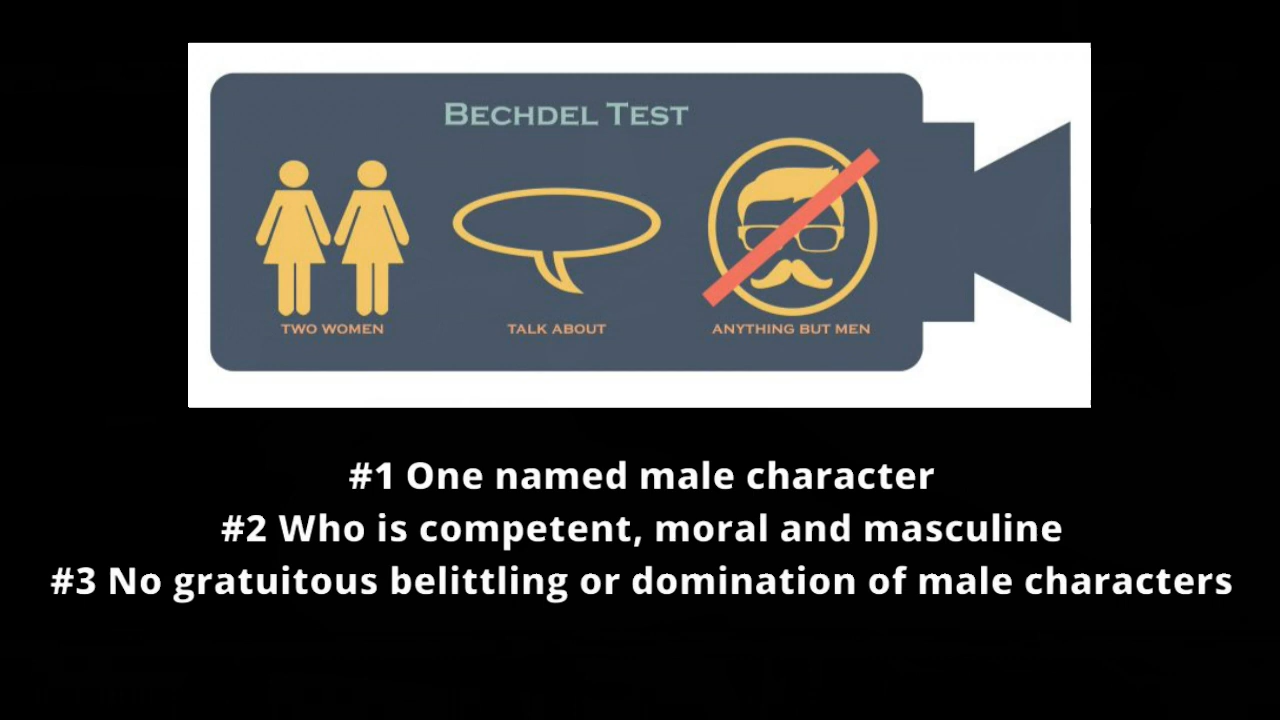 BECHDEL TEST
TWO WOMEN
TALK ABOUT
ANYTHING BUT MEN
#1 One named male character
#2 Who is competent, moral and masculine
#3 No gratuitous belittling or domination of male characters